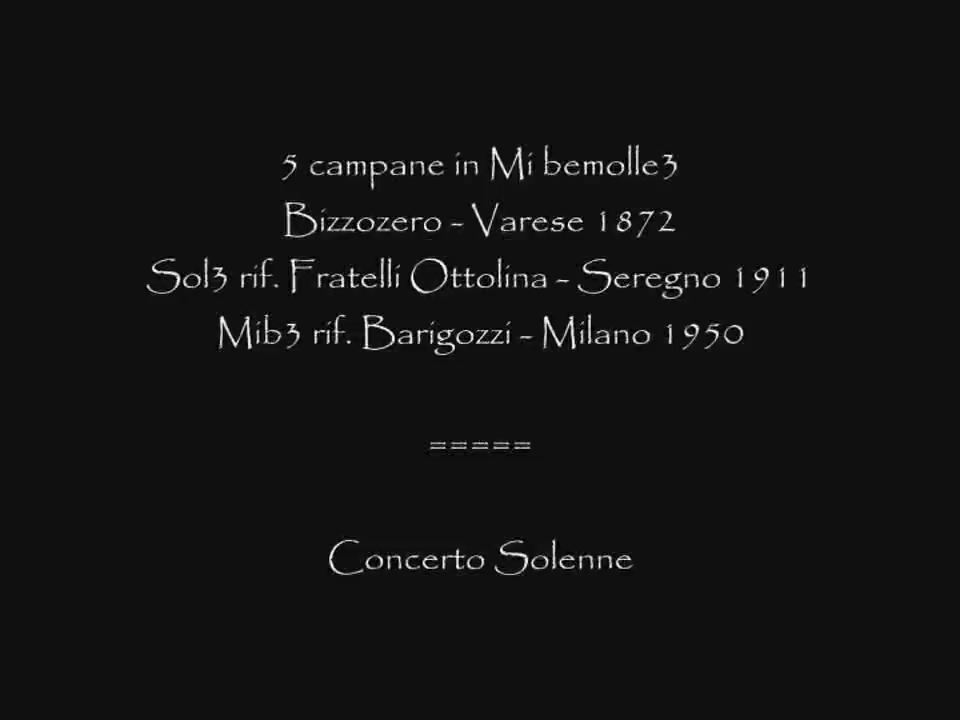 5 campane in Mi bemolle3
Bizzozero - Varese 1872
Sol3 rif. Fratelli Ottolina - Seregno 1911
Mib3 rif. Barigozzi - Milano 1950
=====
Concerto Solenne